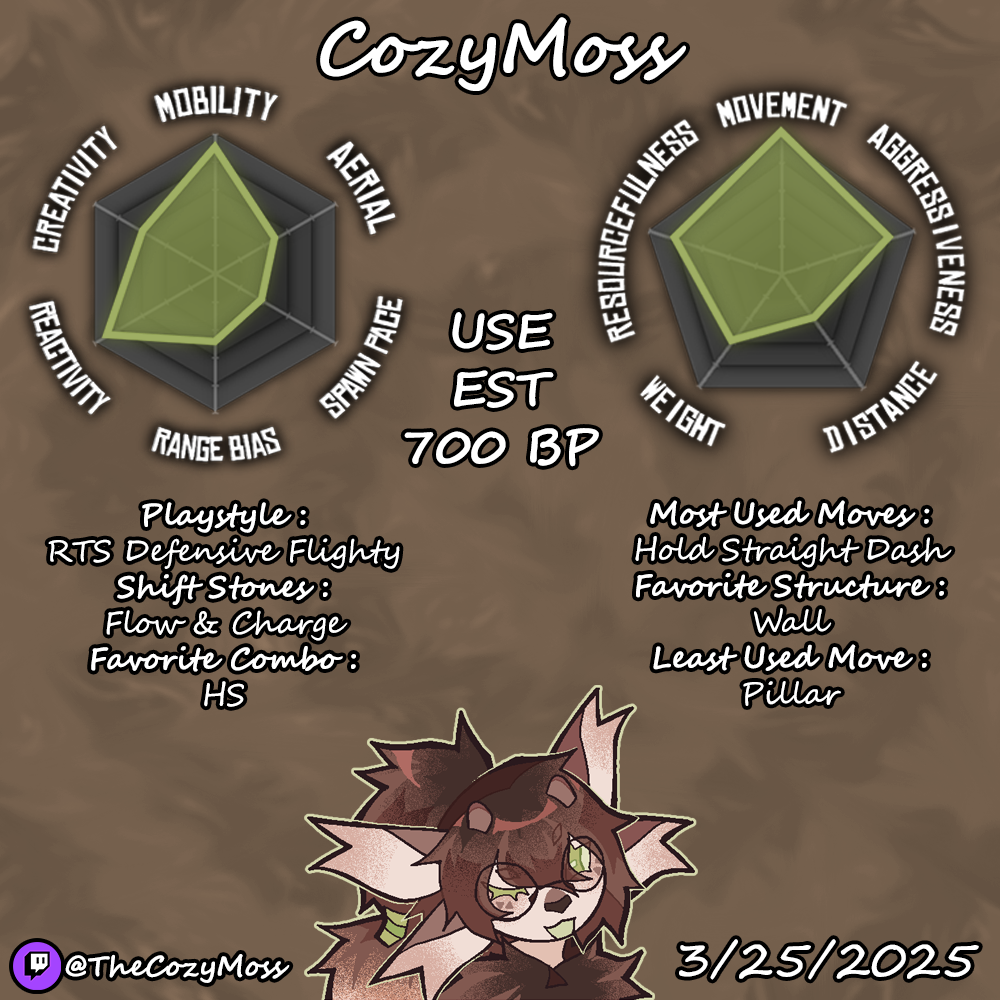 CozyMoss
MOBILITY
AERIAL
SPAWN PACE
RANGE BIAS
REACTIVITY
CREATIVITY
MOVEMENT
AGGRESSIVENESS
DISTANCE
WEIGHT
RESOURCEFULNESS
USE
EST
700 BP
Playstyle :
RTS Defensive Flighty
Shift Stones :
Flow & Charge
Favorite Combo :
HS
Most Used Moves :
Hold Straight Dash
Favorite Structure :
Wall
Least Used Move :
Pillar
@TheCozyMoss
3/25/2025